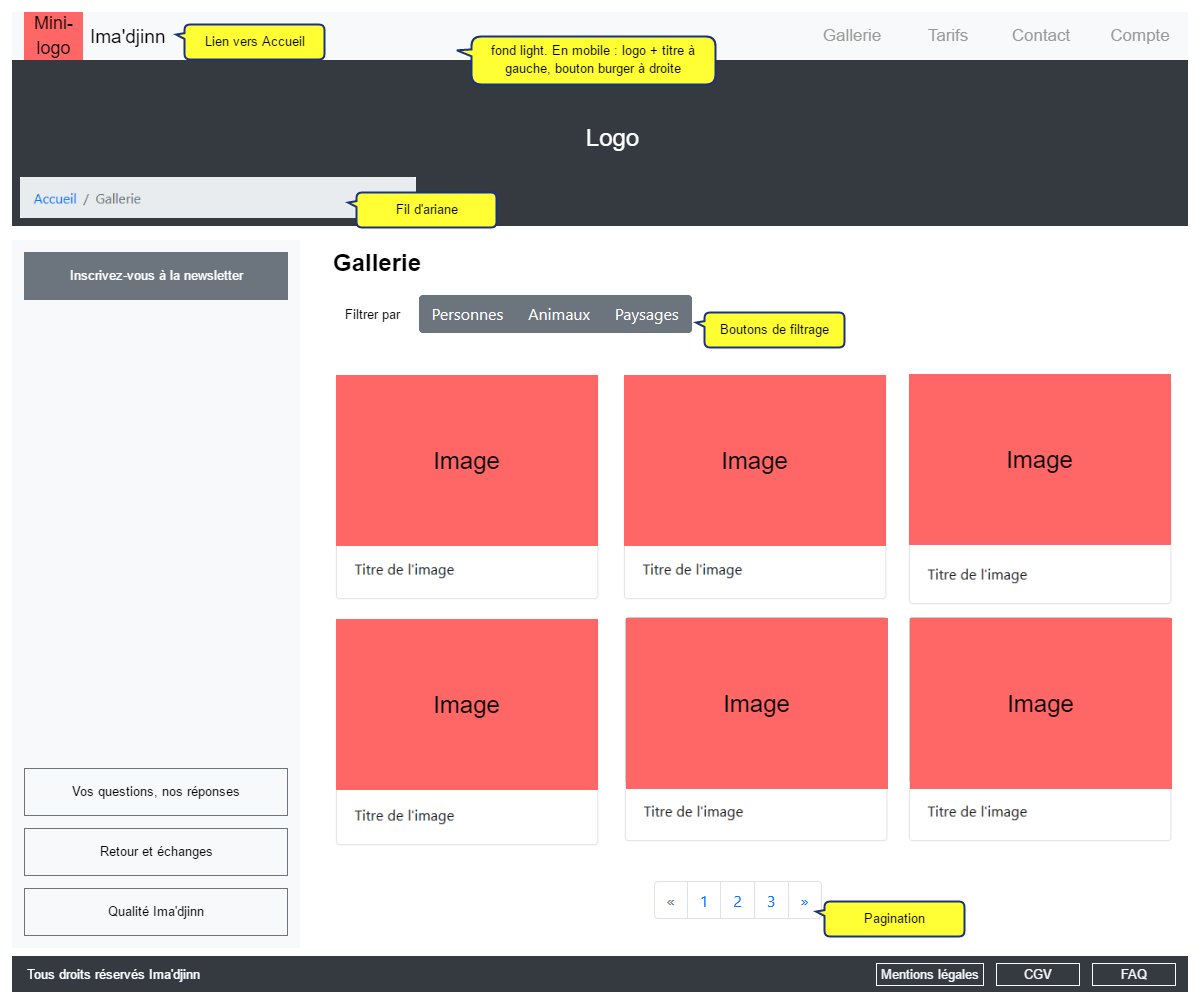 Mini-
logo
Ima'djinn
Lien vers Accueil
fond light. En mobile : logo + titre à
gauche, bouton burger à droite
Gallerie
Tarifs
Contact
Compte
Logo
Accueil / Gallerie
Fil d'ariane
Inscrivez-vous à la newsletter
Gallerie
Filtrer par
Personnes
Animaux
Paysages
Boutons de filtrage
Image
Image
Image
Titre de l'image
Titre de l'image
Titre de l'image
Image
Image
Image
Titre de l'image
Titre de l'image
Titre de l'image
Vos questions, nos réponses
Retour et échanges
Qualité Ima'djinn
« 1 2 3 »
Pagination
Tous droits réservés Ima'djinn
Mentions légales
CGV
FAQ